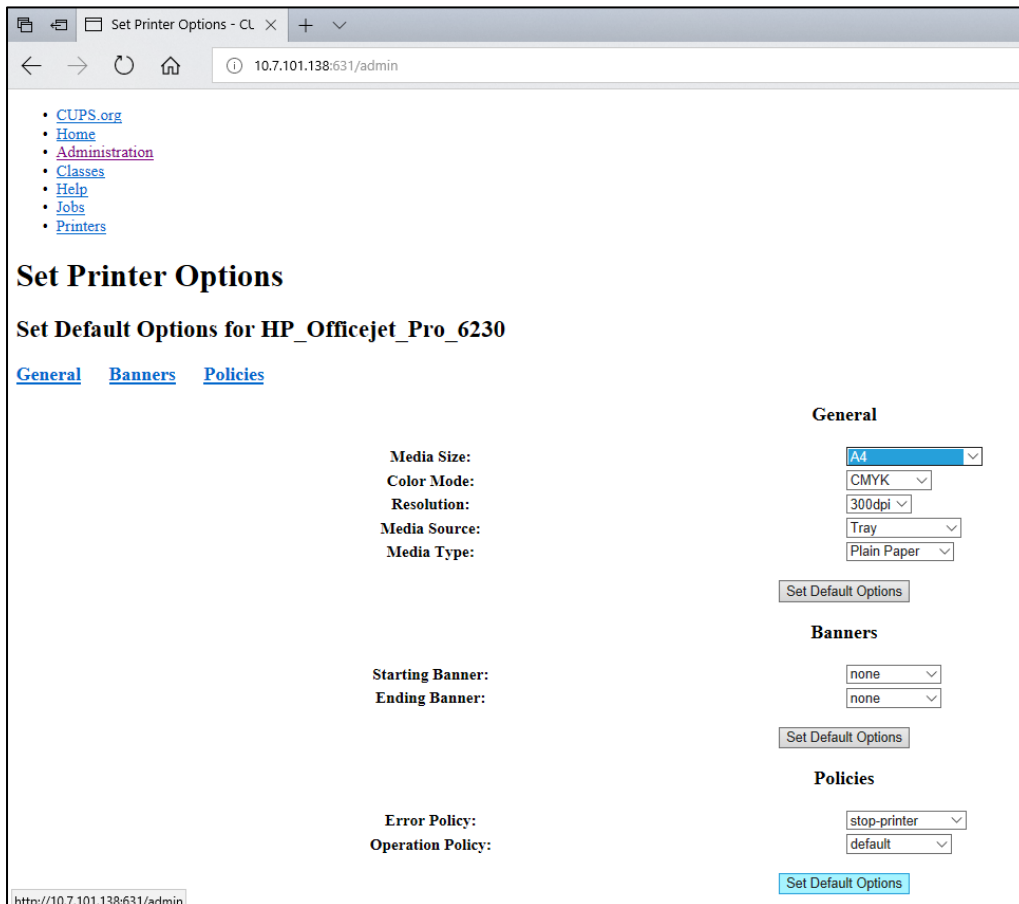 Set Printer Options - CU
10.7.101.138:631/admin
CUPS.org
Home
Administration
Classes
Help
Jobs
Printers
Set Printer Options
Set Default Options for HP_Officejet_Pro_6230
General Banners Policies
General
Media Size: A4
Color Mode: CMYK
Resolution: 300dpi
Media Source: Tray
Media Type: Plain Paper
Set Default Options
Banners
Starting Banner: none
Ending Banner: none
Set Default Options
Policies
Error Policy: stop-printer
Operation Policy: default
Set Default Options
http://10.7.101.138:631/admin